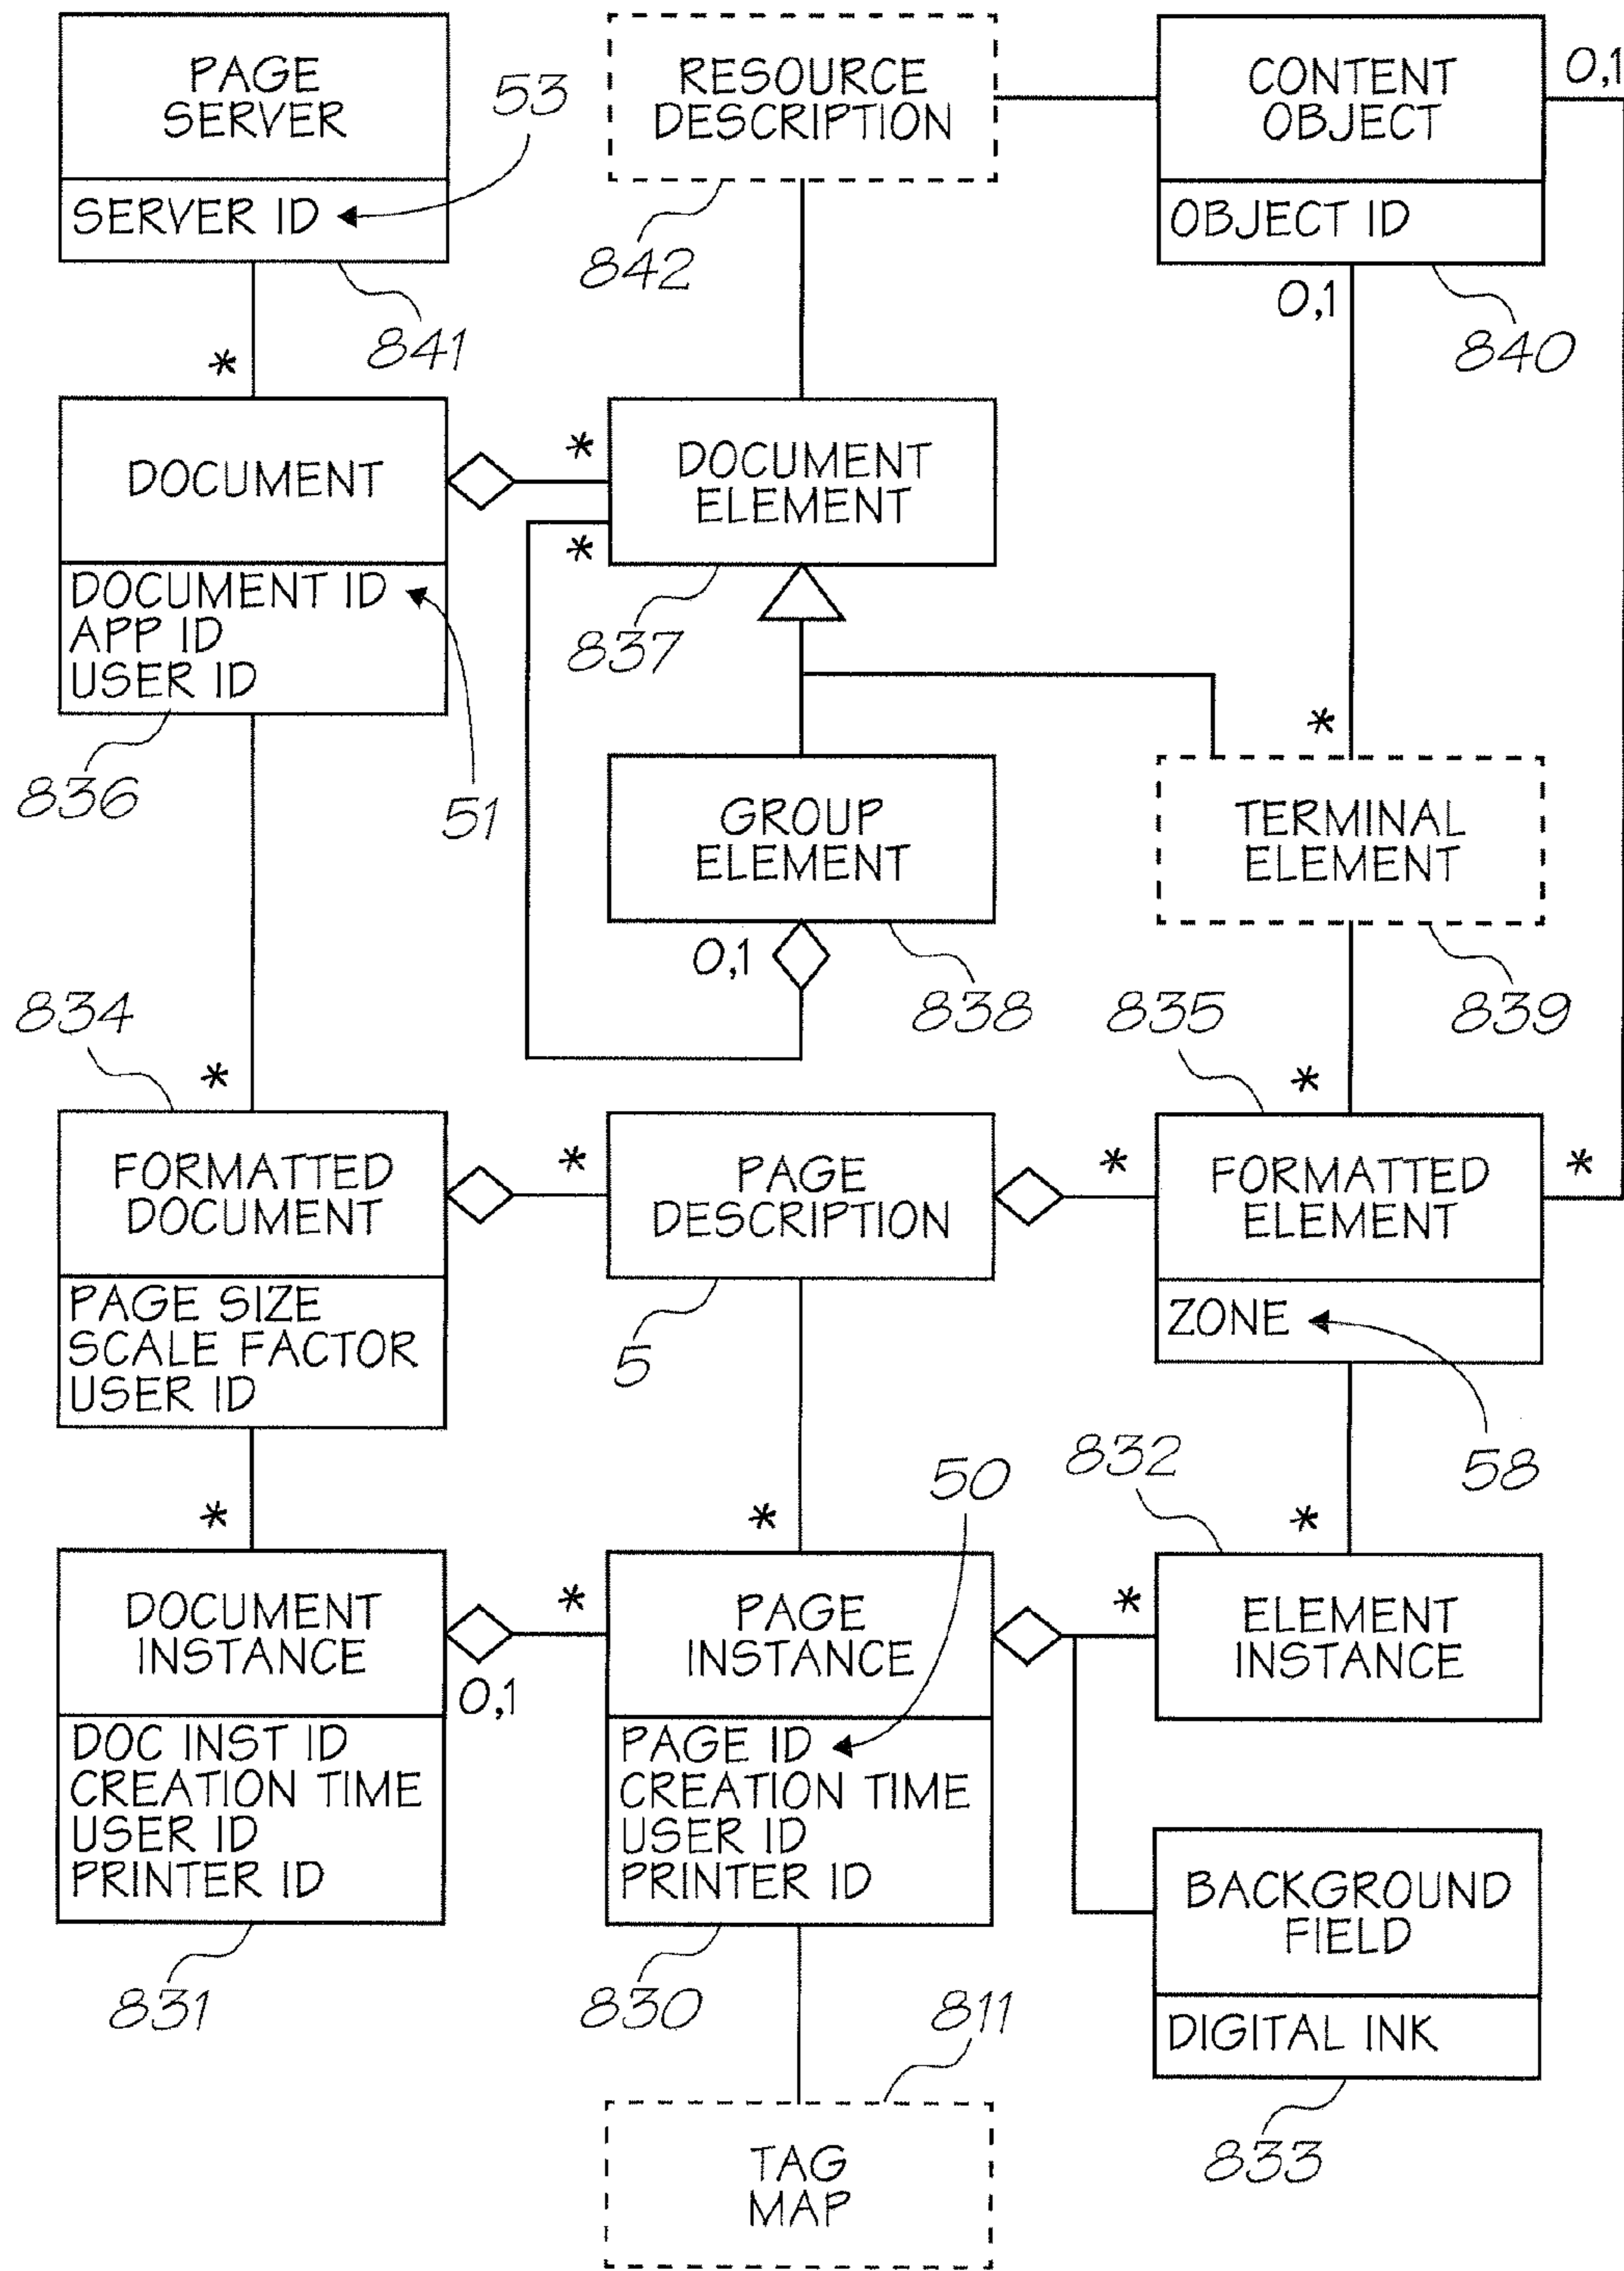 PAGE
SERVER
SERVER ID
53
841
RESOURCE
DESCRIPTION
842
CONTENT
OBJECT
OBJECT ID
0,1
0,1
840
*
DOCUMENT
DOCUMENT ID
APP ID
USER ID
836
51
*
*
DOCUMENT
ELEMENT
837
GROUP
ELEMENT
0,1
838
*
TERMINAL
ELEMENT
839
834
*
FORMATTED
DOCUMENT
PAGE SIZE
SCALE FACTOR
USER ID
*
PAGE
DESCRIPTION
5
835
*
*
FORMATTED
ELEMENT
*
ZONE
58
*
DOCUMENT
INSTANCE
0,1
DOC INST ID
CREATION TIME
USER ID
PRINTER ID
831
50
*
*
PAGE
INSTANCE
PAGE ID
CREATION TIME
USER ID
PRINTER ID
830
832
*
*
ELEMENT
INSTANCE
BACKGROUND
FIELD
DIGITAL INK
833
811
TAG
MAP